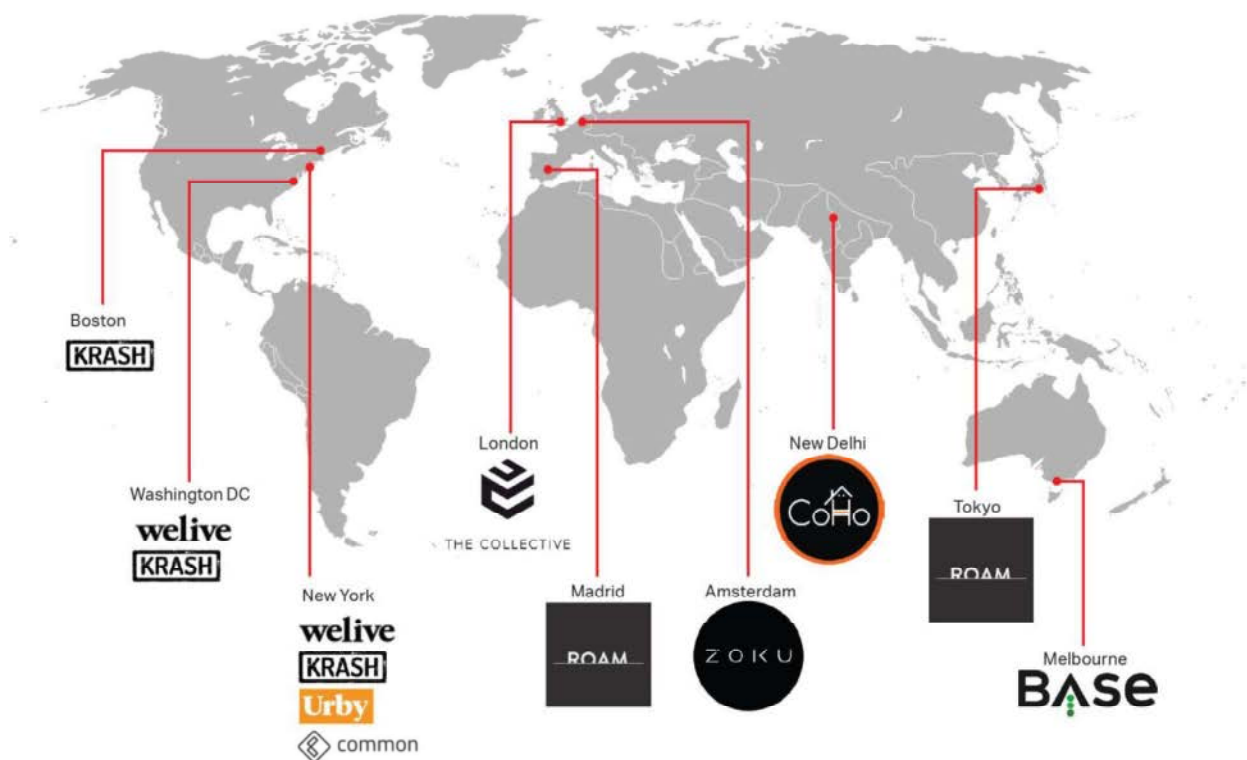 Boston
KRASH
Washington DC
welive
KRASH
New York
welive
KRASH
Urby
common
London
THE COLLECTIVE
Madrid
ROAM
Amsterdam
ZOKU
New Delhi
CoHo
Tokyo
ROAM
Melbourne
BASe